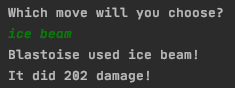 Which move will you choose?
ice beam
Blastoise used ice beam!
It did 202 damage!